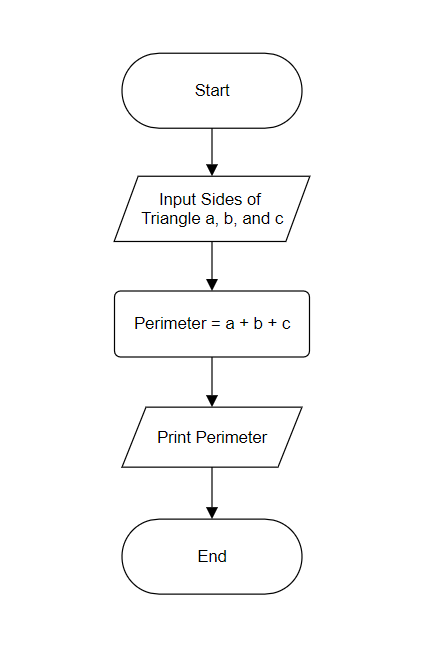 Start
Input Sides of
Triangle a, b, and c
Perimeter = a + b + c
Print Perimeter
End